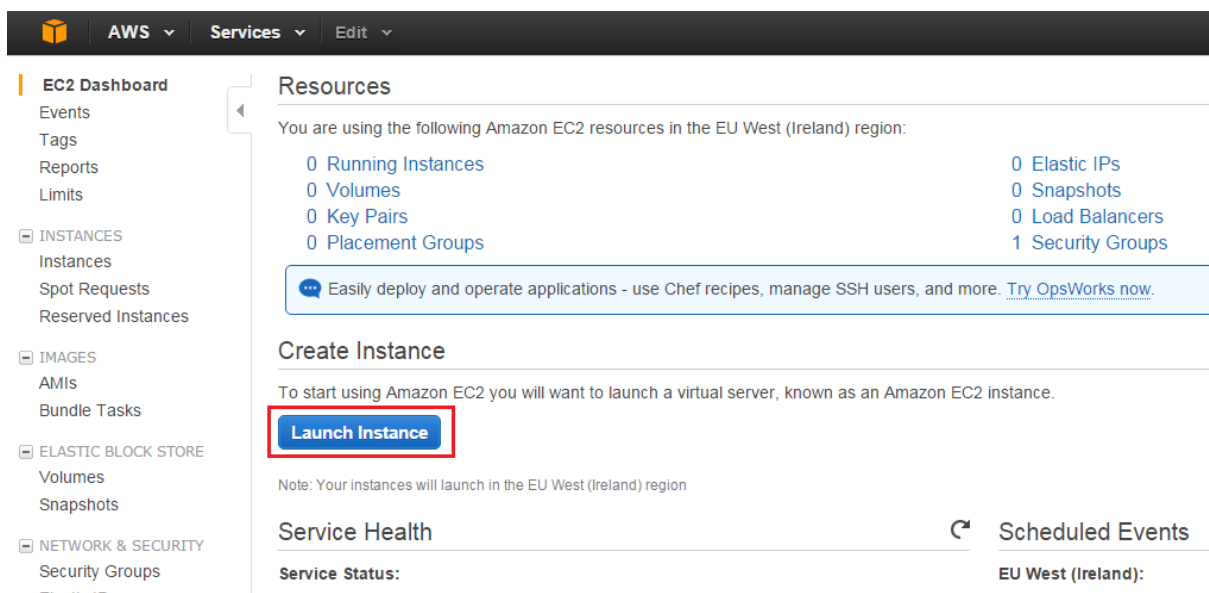 AWS Services Edit
EC2 Dashboard
Events
Tags
Reports
Limits
INSTANCES
Instances
Spot Requests
Reserved Instances
IMAGES
AMIs
Bundle Tasks
ELASTIC BLOCK STORE
Volumes
Snapshots
NETWORK & SECURITY
Security Groups
Resources
You are using the following Amazon EC2 resources in the EU West (Ireland) region:
0 Running Instances
0 Volumes
0 Key Pairs
0 Placement Groups
0 Elastic IPs
0 Snapshots
0 Load Balancers
1 Security Groups
Easily deploy and operate applications - use Chef recipes, manage SSH users, and more. Try OpsWorks now.
Create Instance
To start using Amazon EC2 you will want to launch a virtual server, known as an Amazon EC2 instance.
Launch Instance
Note: Your instances will launch in the EU West (Ireland) region
Service Health
Service Status:
Scheduled Events
EU West (Ireland):